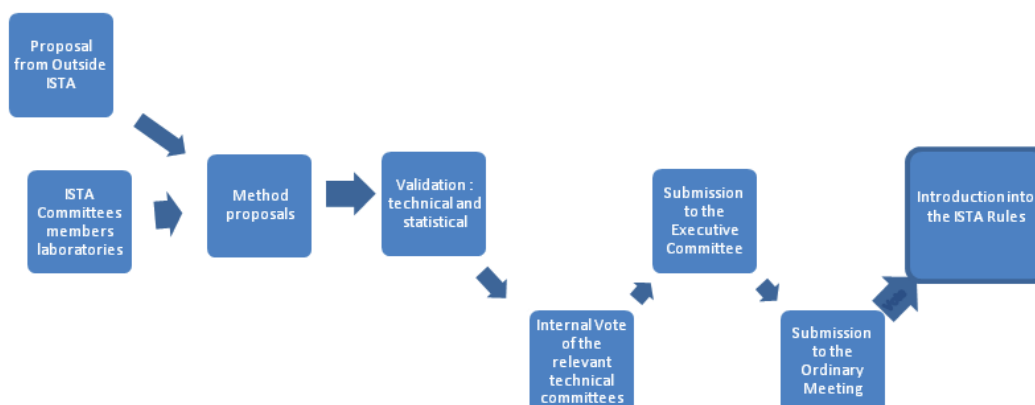 Proposal
from Outside
ISTA
ISTA
Committees
members
laboratories
Method
proposals
Validation :
technical and
statistical
Internal Vote
of the
relevant
technical
committees
Submission
to the
Executive
Committee
Submission
to the
Ordinary
Meeting
Vote
Introduction into
the ISTA Rules